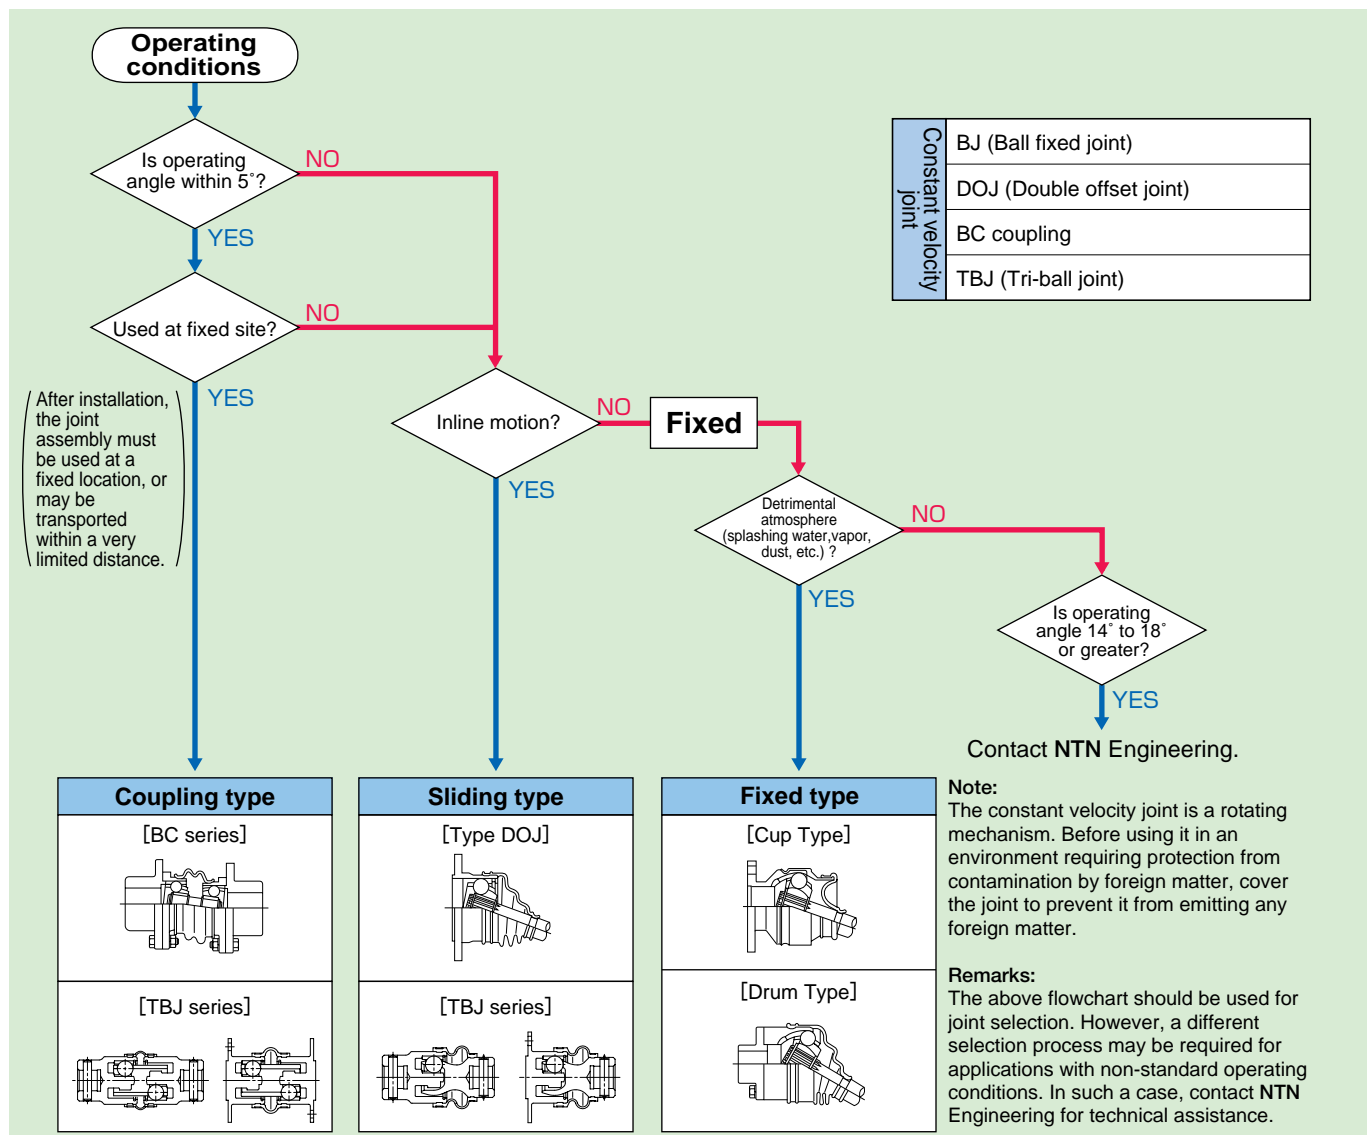 Operating
conditions
Is operating
angle within 5˚?
NO
YES
Used at fixed site?
NO
YES
After installation,
the joint
assembly must
be used at a
fixed location, or
may be
transported
within a very
limited distance.
Inline motion?
NO
Fixed
YES
Detrimental
atmosphere
(splashing water,vapor,
dust, etc.) ?
NO
YES
Is operating
angle 14˚ to 18˚
or greater?
YES
Contact NTN Engineering.
Constant velocity
joint
BJ (Ball fixed joint)
DOJ (Double offset joint)
BC coupling
TBJ (Tri-ball joint)
Coupling type
[BC series]
[TBJ series]
Sliding type
[Type DOJ]
[TBJ series]
Fixed type
[Cup Type]
[Drum Type]
Note:
The constant velocity joint is a rotating
mechanism. Before using it in an
environment requiring protection from
contamination by foreign matter, cover
the joint to prevent it from emitting any
foreign matter.
Remarks:
The above flowchart should be used for
joint selection. However, a different
selection process may be required for
applications with non-standard operating
conditions. In such a case, contact NTN
Engineering for technical assistance.